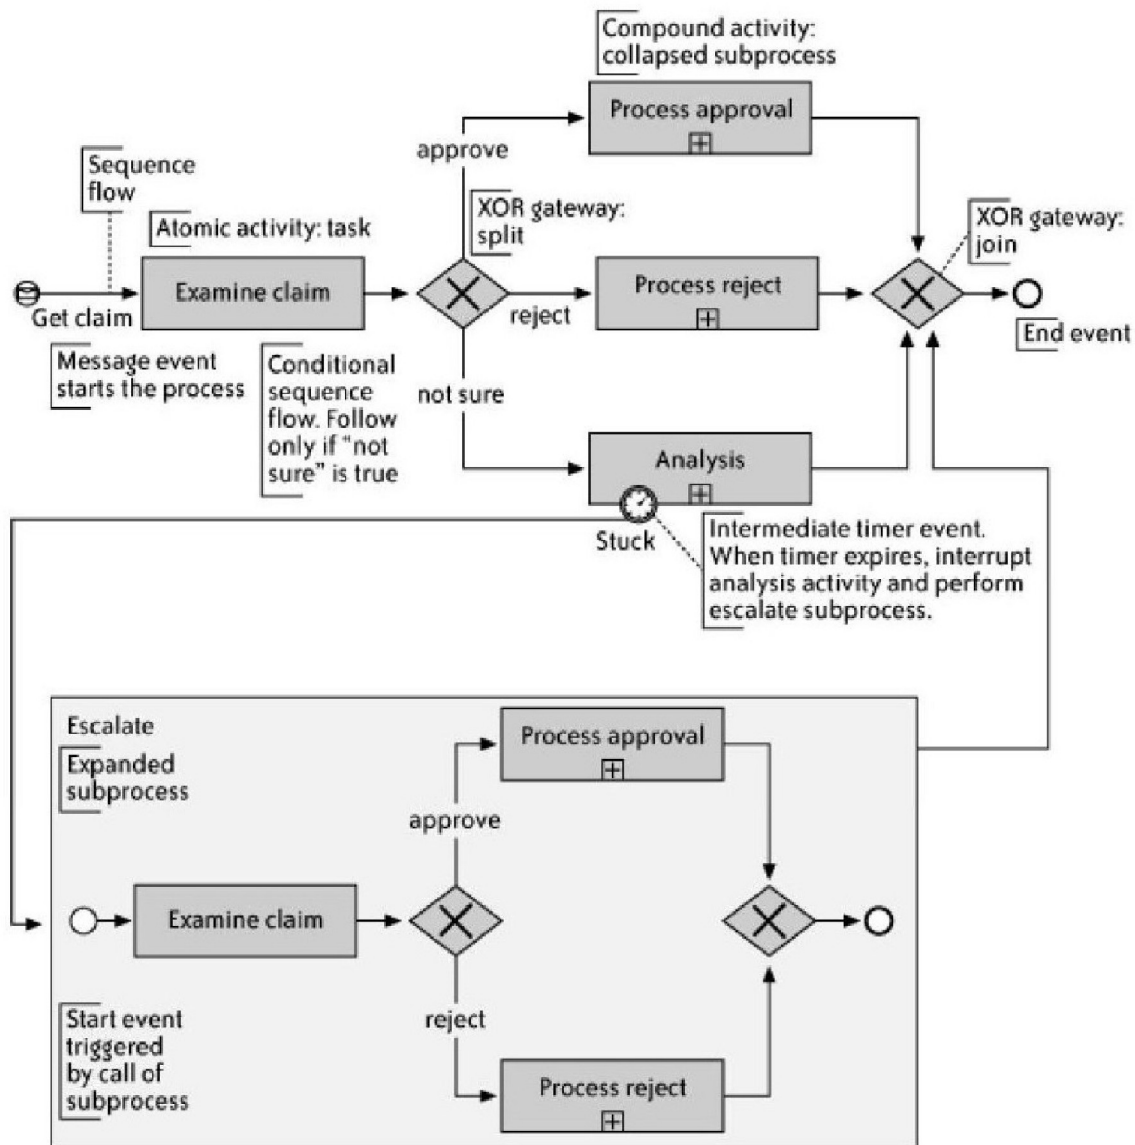 Compound activity:
collapsed subprocess
Process approval
approve
Sequence
flow
XOR gateway:
split
XOR gateway:
join
Atomic activity: task
Examine claim
Process reject
Get claim
reject
End event
Message event
starts the process
Conditional
sequence
flow. Follow
only if “not
sure” is true
not sure
Analysis
Stuck
Intermediate timer event.
When timer expires, interrupt
analysis activity and perform
escalate subprocess.
Escalate
Expanded
subprocess
Process approval
approve
Examine claim
Start event
triggered
by call of
subprocess
reject
Process reject